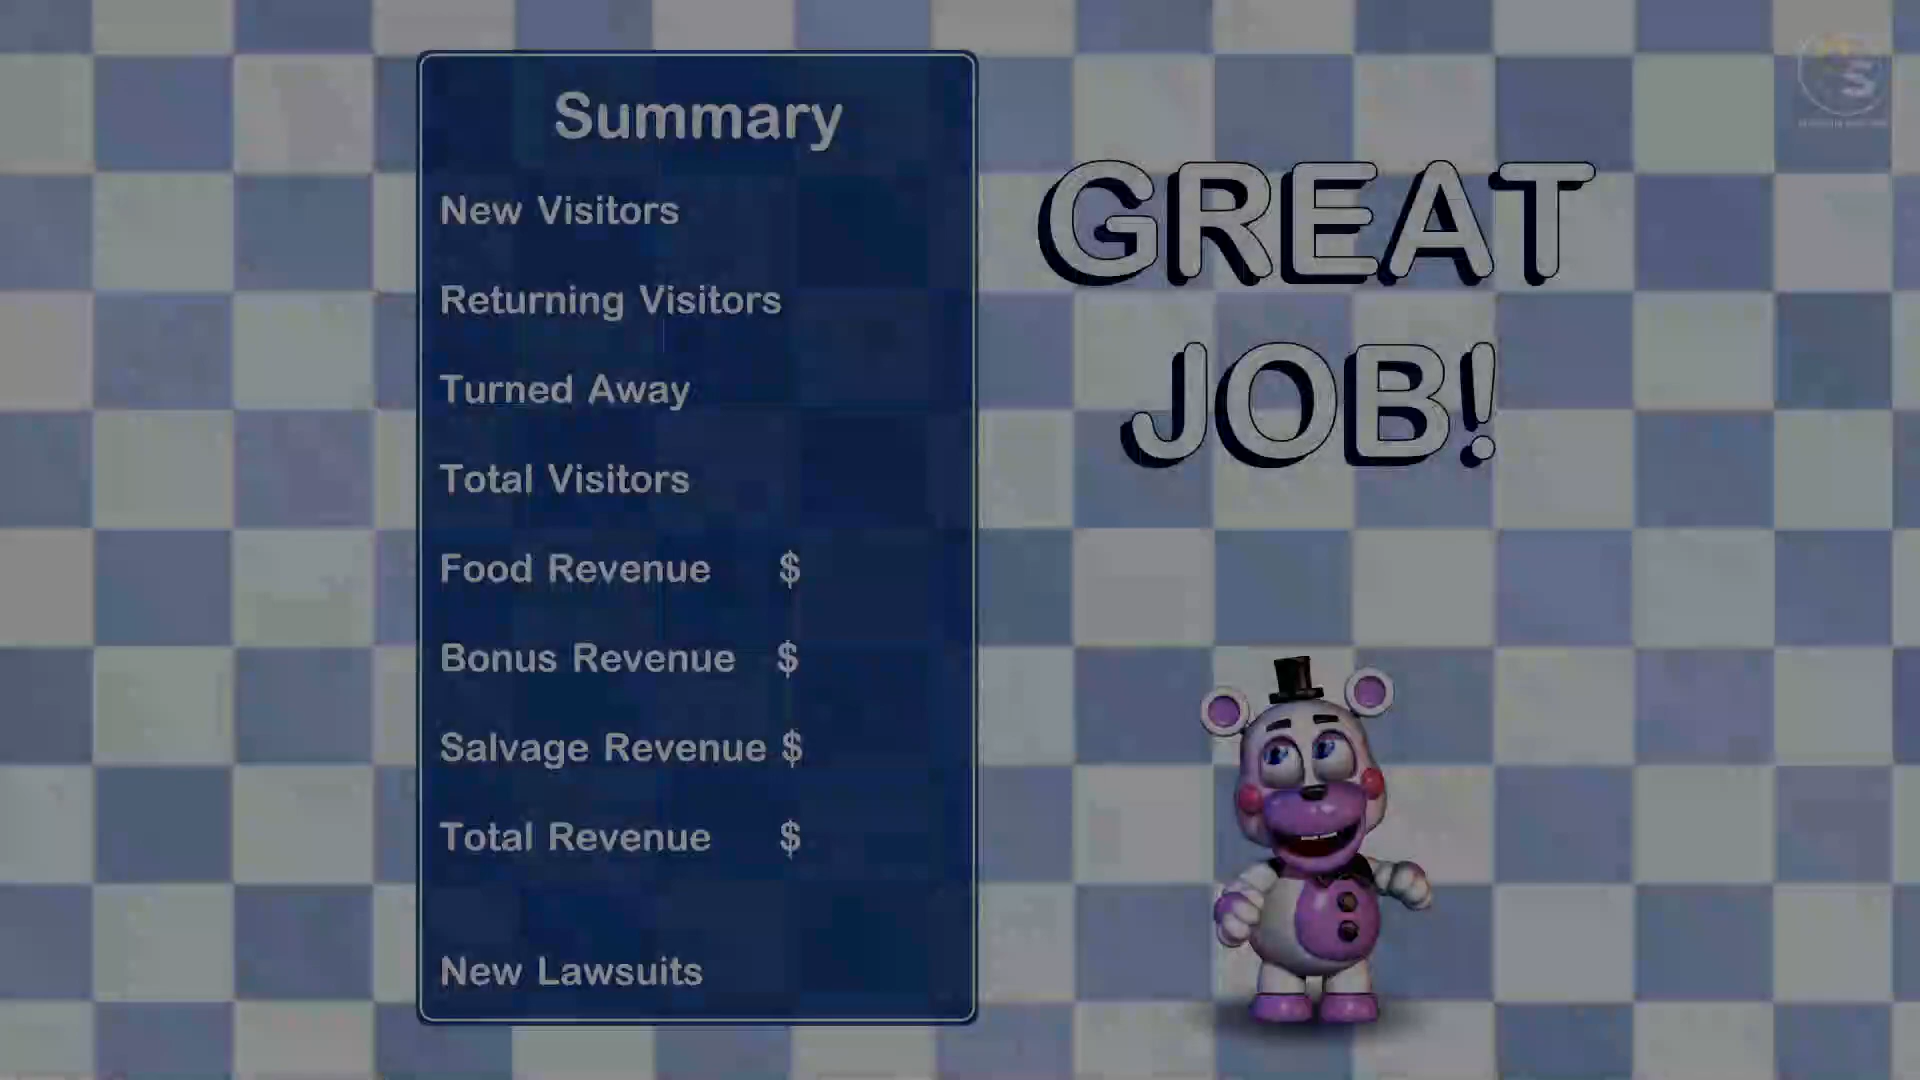 Summary
New Visitors
Returning Visitors
Turned Away
Total Visitors
Food Revenue $
Bonus Revenue $
Salvage Revenue $
Total Revenue $
New Lawsuits
GREAT
JOB!